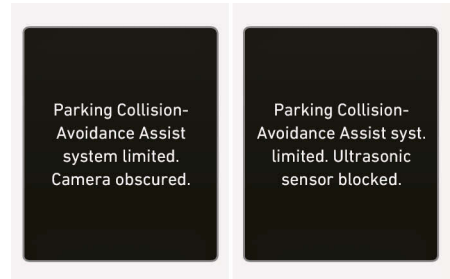 Parking Collision-
Avoidance Assist
system limited.
Camera obscured.
Parking Collision-
Avoidance Assist syst.
limited. Ultrasonic
sensor blocked.